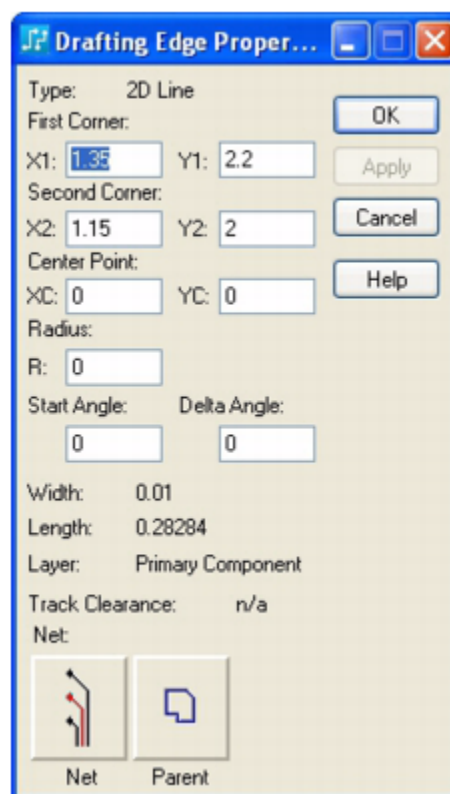 Drafting Edge Proper...
Type: 2D Line
First Corner:
OK
X1: 1.35 Y1: 2.2
Apply
Second Corner:
X2: 1.15 Y2: 2
Cancel
Center Point:
XC: 0 YC: 0
Help
Radius:
R: 0
Start Angle: Delta Angle:
0 0
Width: 0.01
Length: 0.28284
Layer: Primary Component
Track Clearance: n/a
Net:
Net Parent